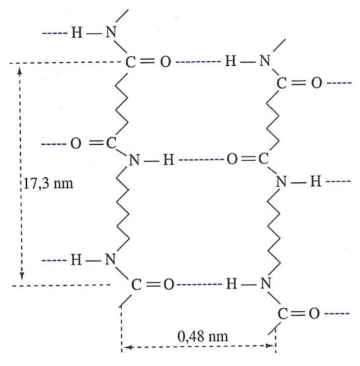 H—N
C=O H—N
C=O
O=C
N—H O=C
17,3 nm N—H
H—N
C=O H—N
C=O
0,48 nm